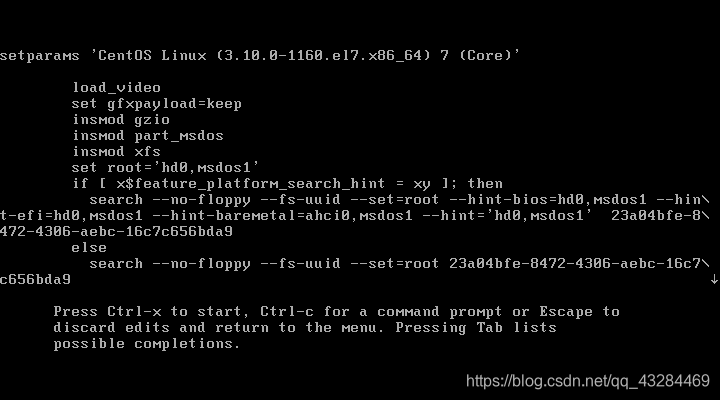 setparams 'CentOS Linux (3.10.0-1160.el7.x86_64) 7 (Core)'
load_video
set gfxpayload=keep
insmod gzio
insmod part_msdos
insmod xfs
set root='hd0,msdos1'
if [ x$feature_platform_search_hint = xy ]; then
search --no-floppy --fs-uuid --set=root --hint-bios=hd0,msdos1 --hin\
t-efi=hd0,msdos1 --hint-baremetal=ahci0,msdos1 --hint='hd0,msdos1'  23a04bfe-8\
472-4306-aebc-16c7c656bda9
else
search --no-floppy --fs-uuid --set=root 23a04bfe-8472-4306-aebc-16c7\
c656bda9 ↓
Press Ctrl-x to start, Ctrl-c for a command prompt or Escape to
discard edits and return to the menu. Pressing Tab lists
possible completions.
https://blog.csdn.net/qq_43284469